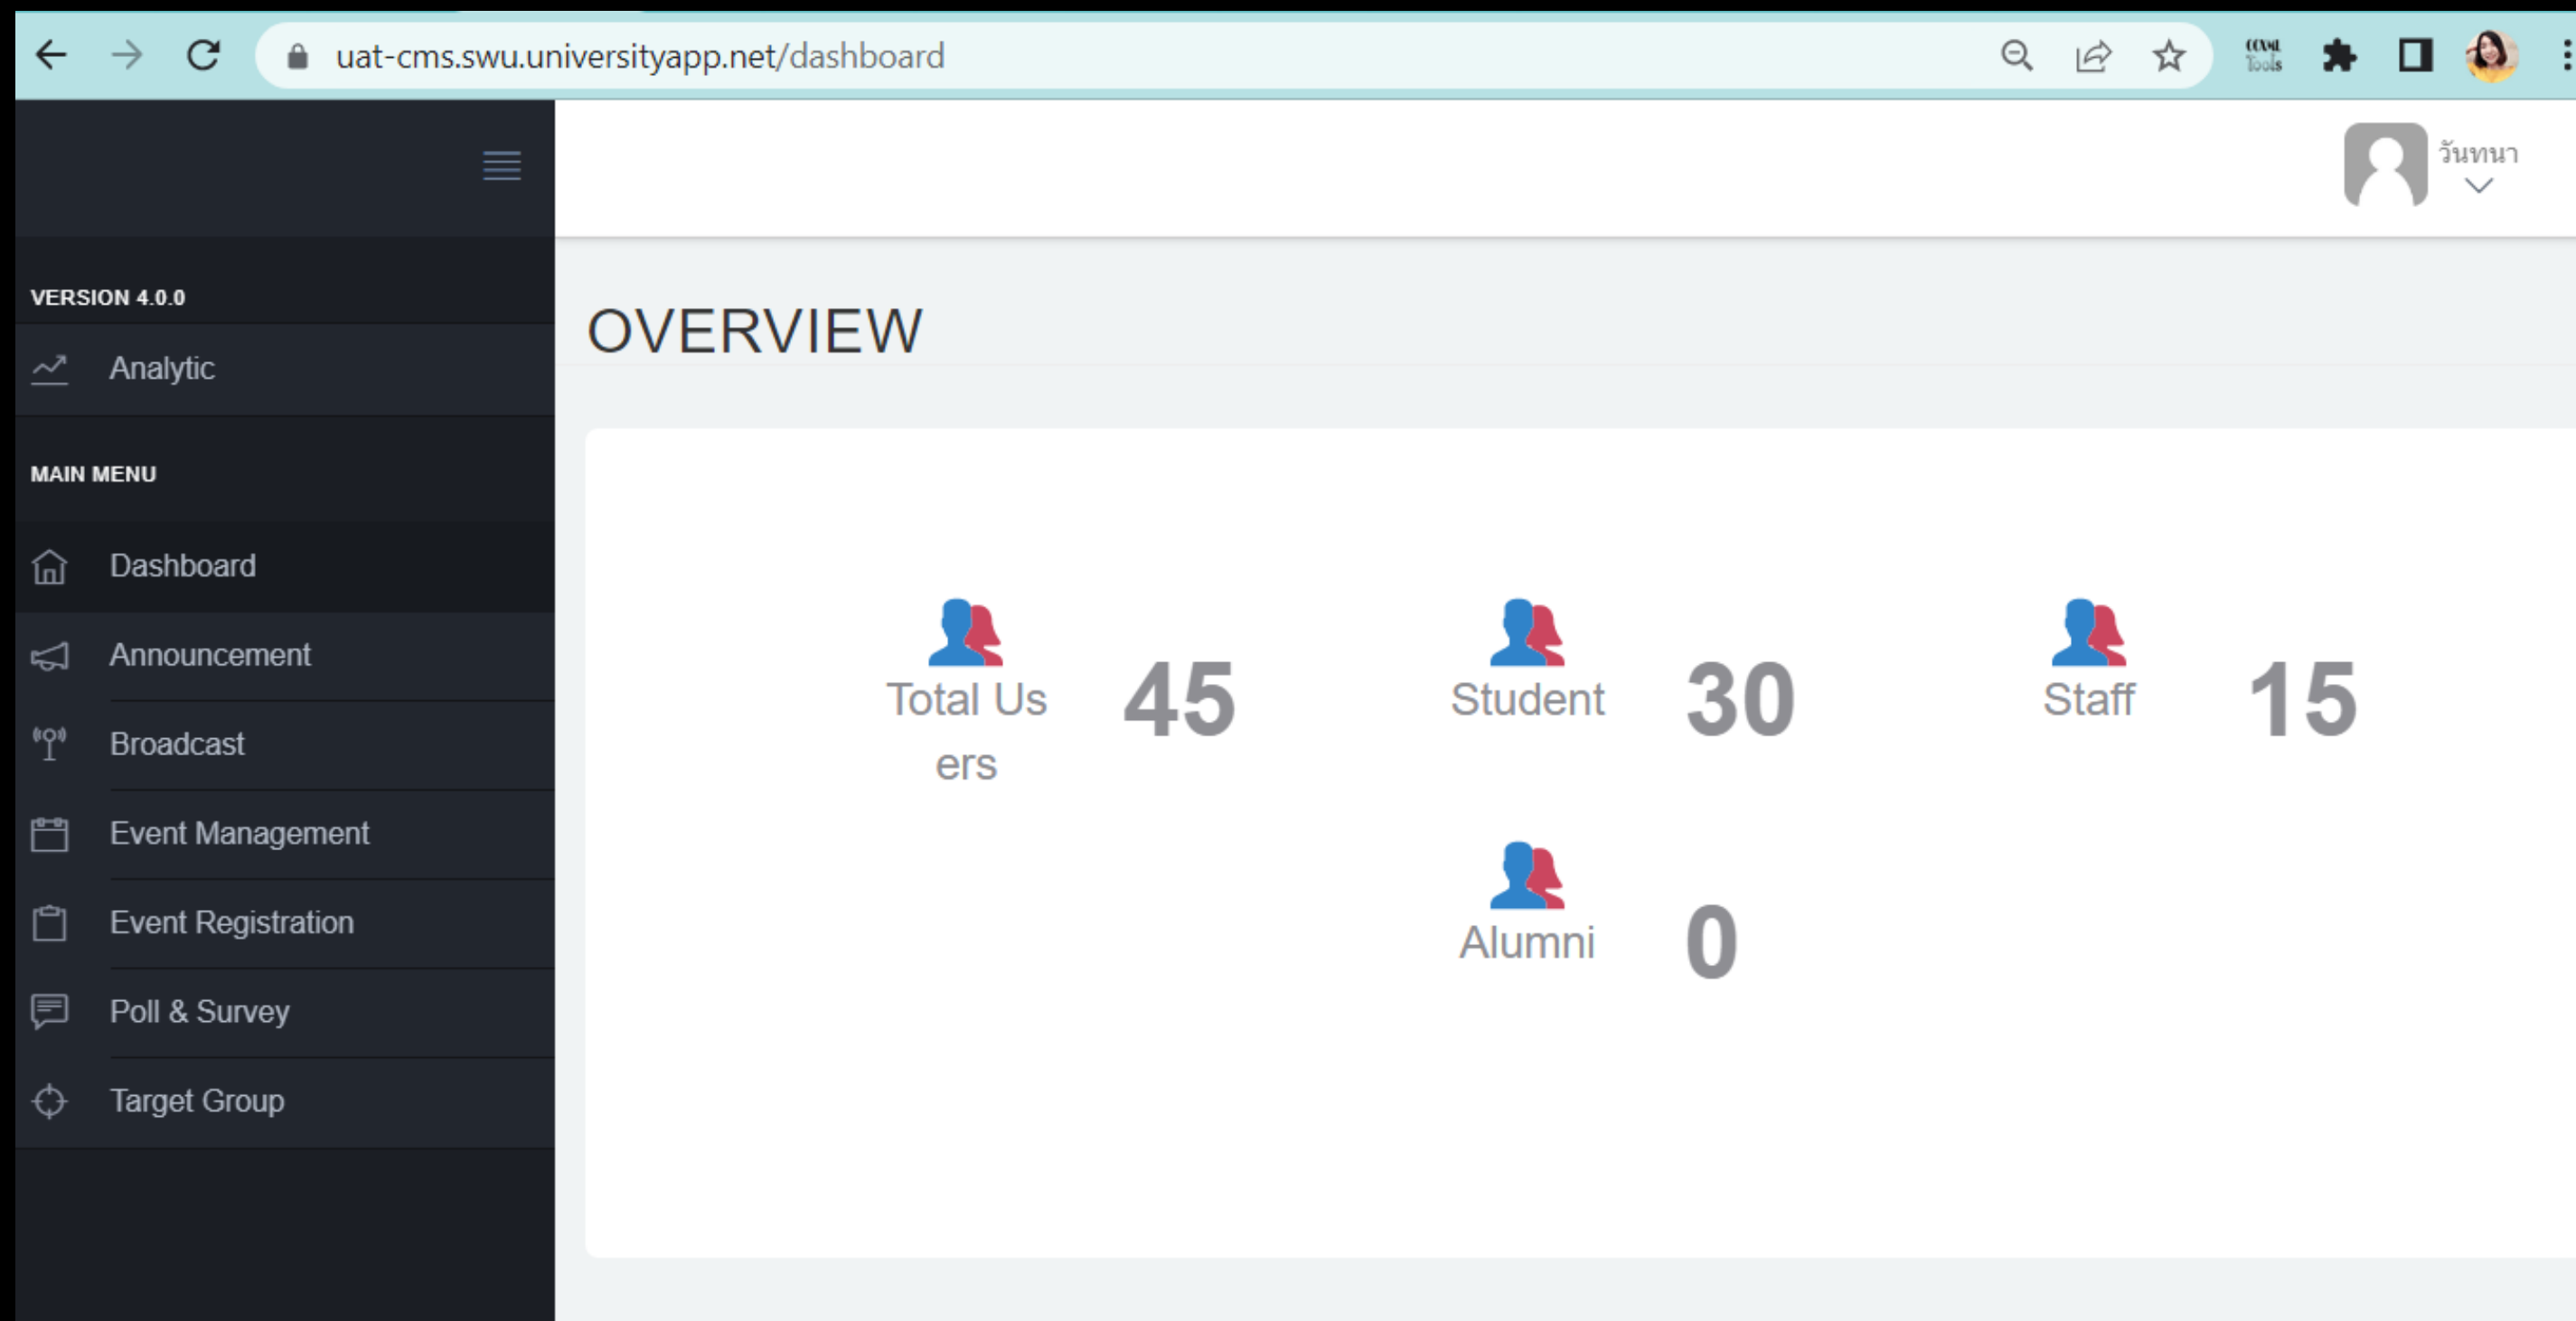 uat-cms.swu.universityapp.net/dashboard
CCXML
Tools
วันทนา
VERSION 4.0.0
Analytic
MAIN MENU
Dashboard
Announcement
Broadcast
Event Management
Event Registration
Poll & Survey
Target Group
OVERVIEW
Total Us
ers
45
Student
30
Staff
15
Alumni
0